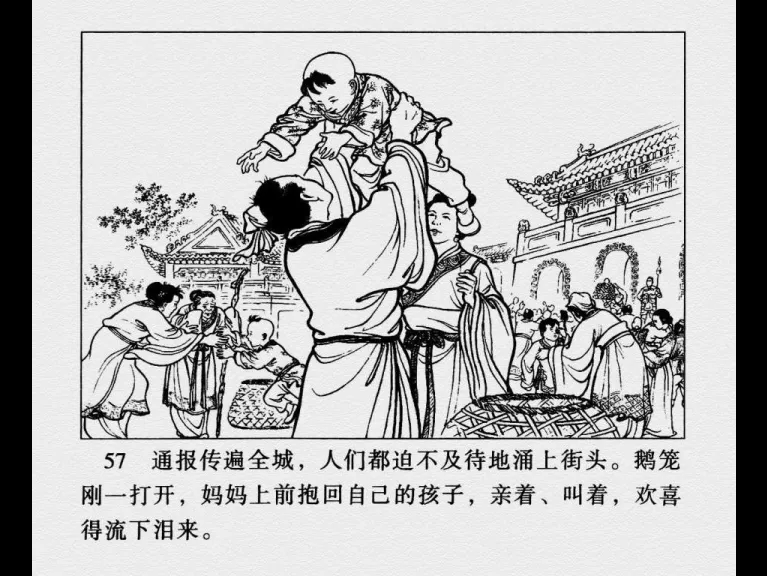 57 通报传遍全城，人们都迫不及待地涌上街头。鹅笼
刚一打开，妈妈上前抱回自己的孩子，亲着、叫着，欢喜
得流下泪来。